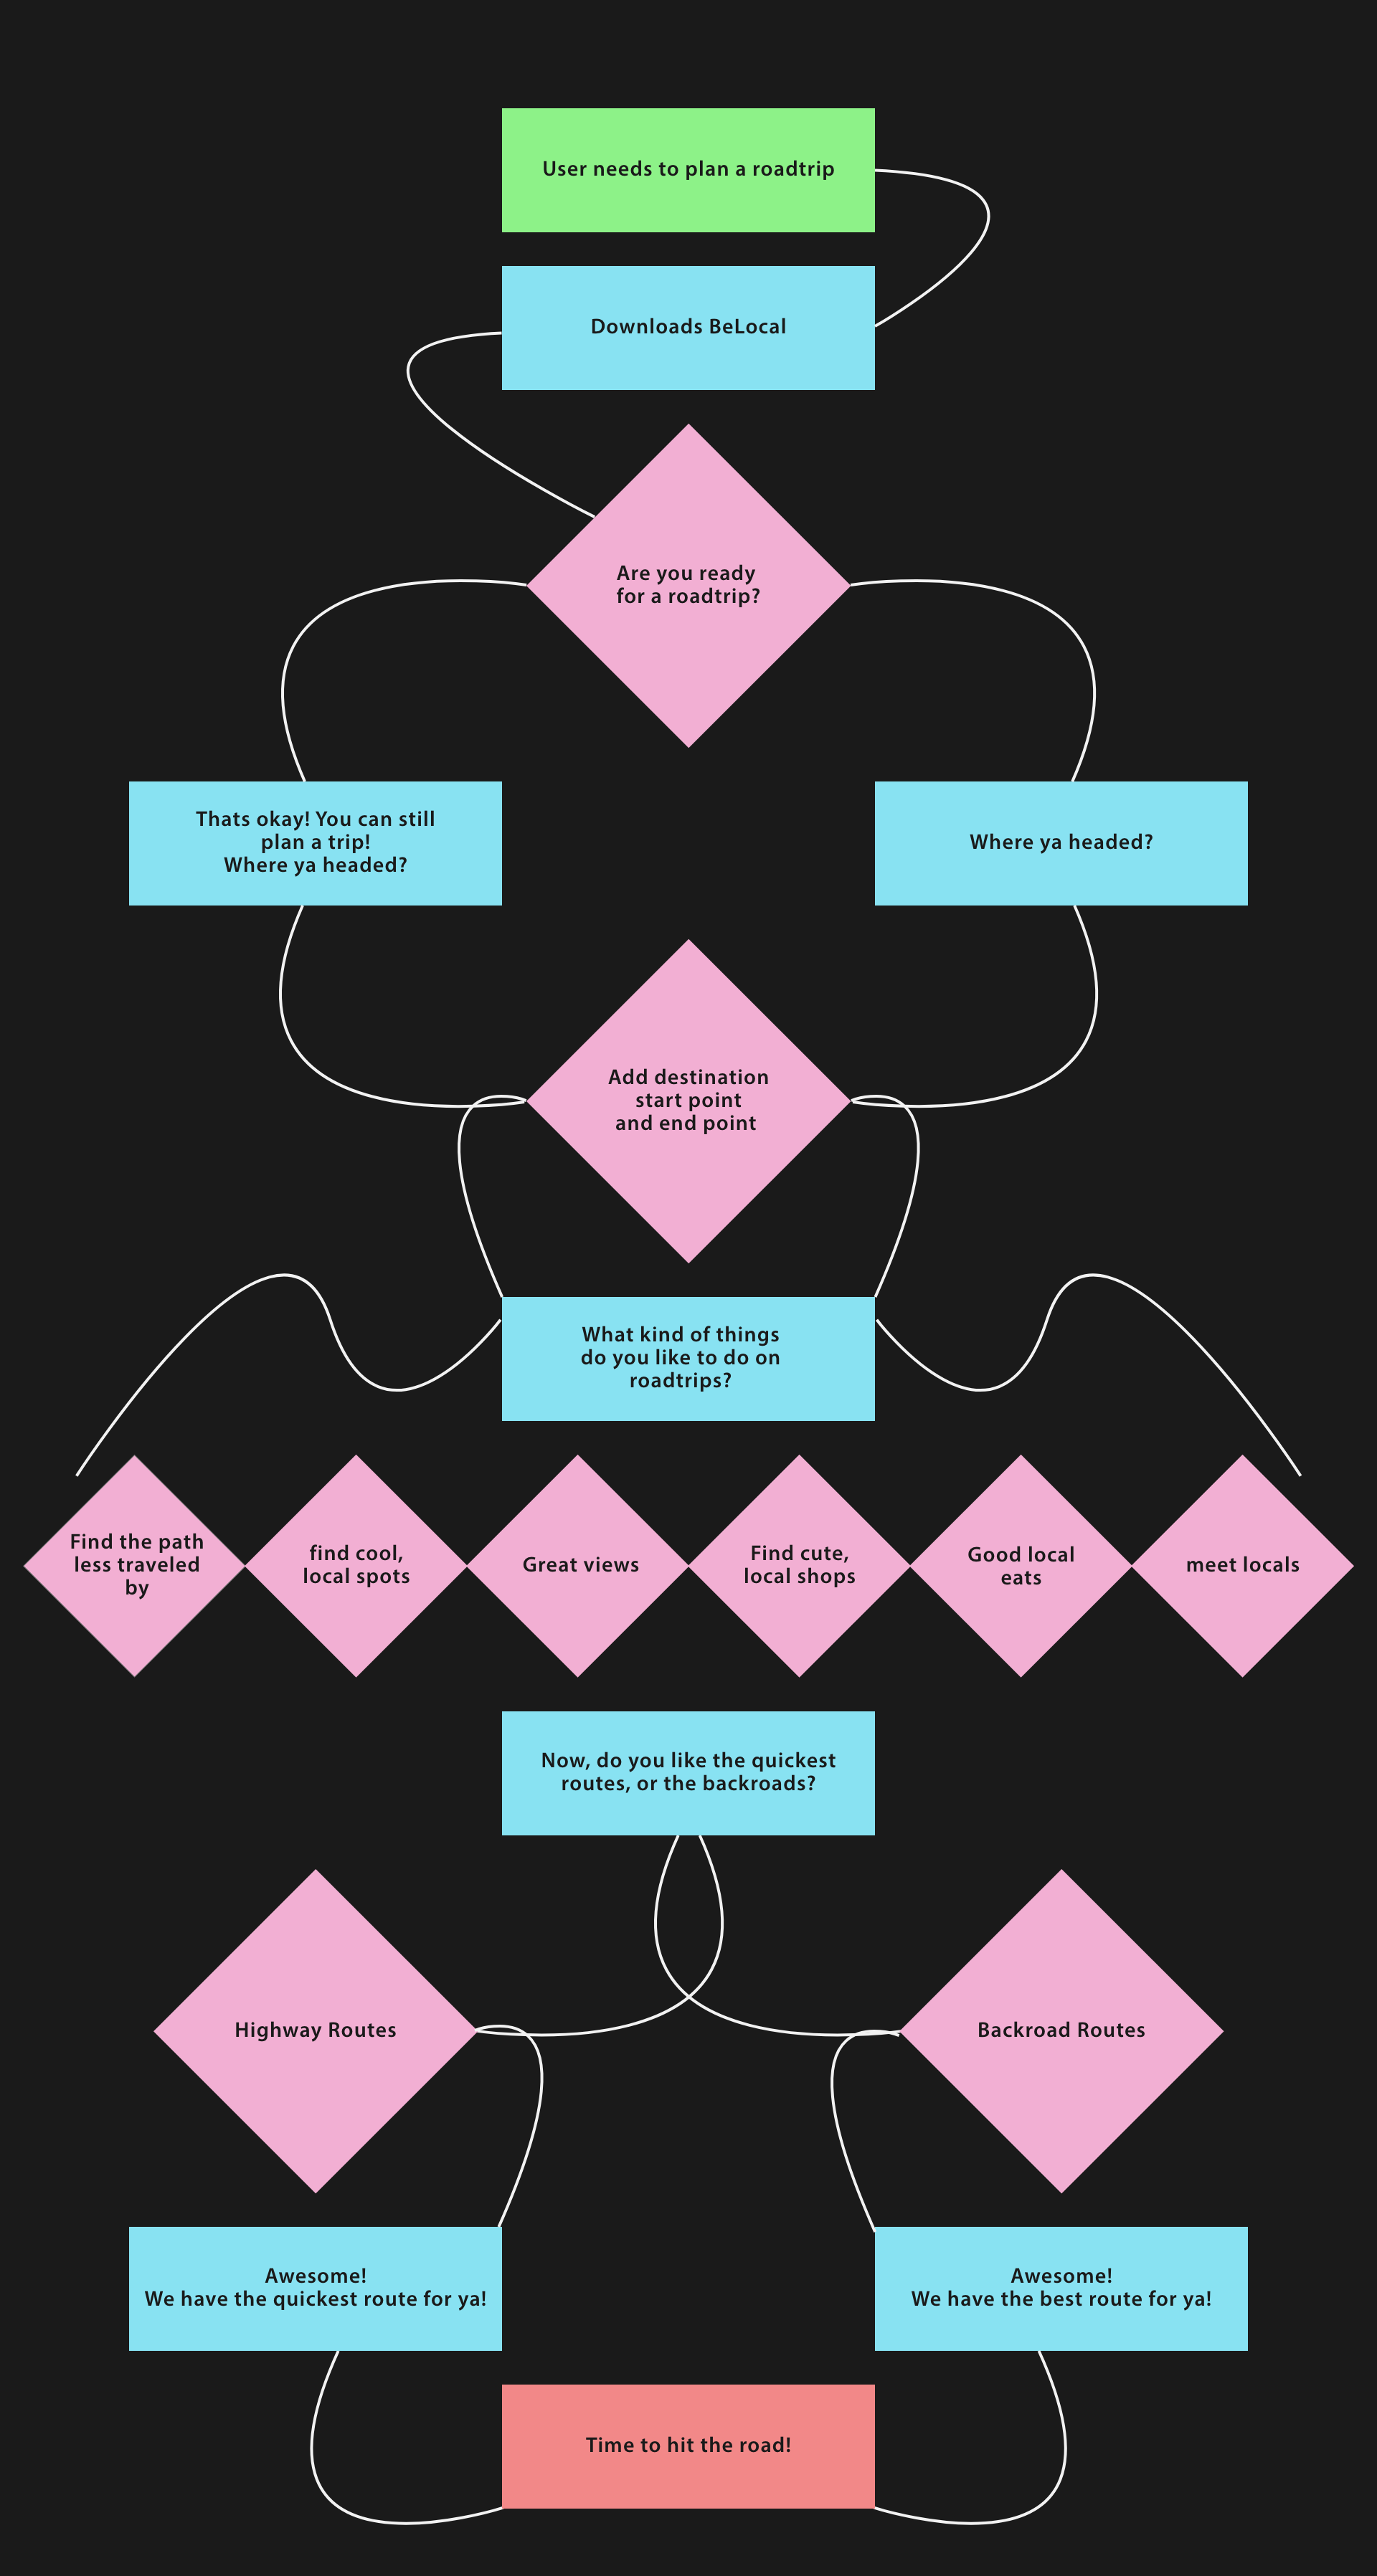 User needs to plan a roadtrip
Downloads BeLocal
Are you ready
for a roadtrip?
Thats okay! You can still
plan a trip!
Where ya headed?
Where ya headed?
Add destination
start point
and end point
What kind of things
do you like to do on
roadtrips?
Find the path
less traveled
by
find cool,
local spots
Great views
Find cute,
local shops
Good local
eats
meet locals
Now, do you like the quickest
routes, or the backroads?
Highway Routes
Backroad Routes
Awesome!
We have the quickest route for ya!
Awesome!
We have the best route for ya!
Time to hit the road!